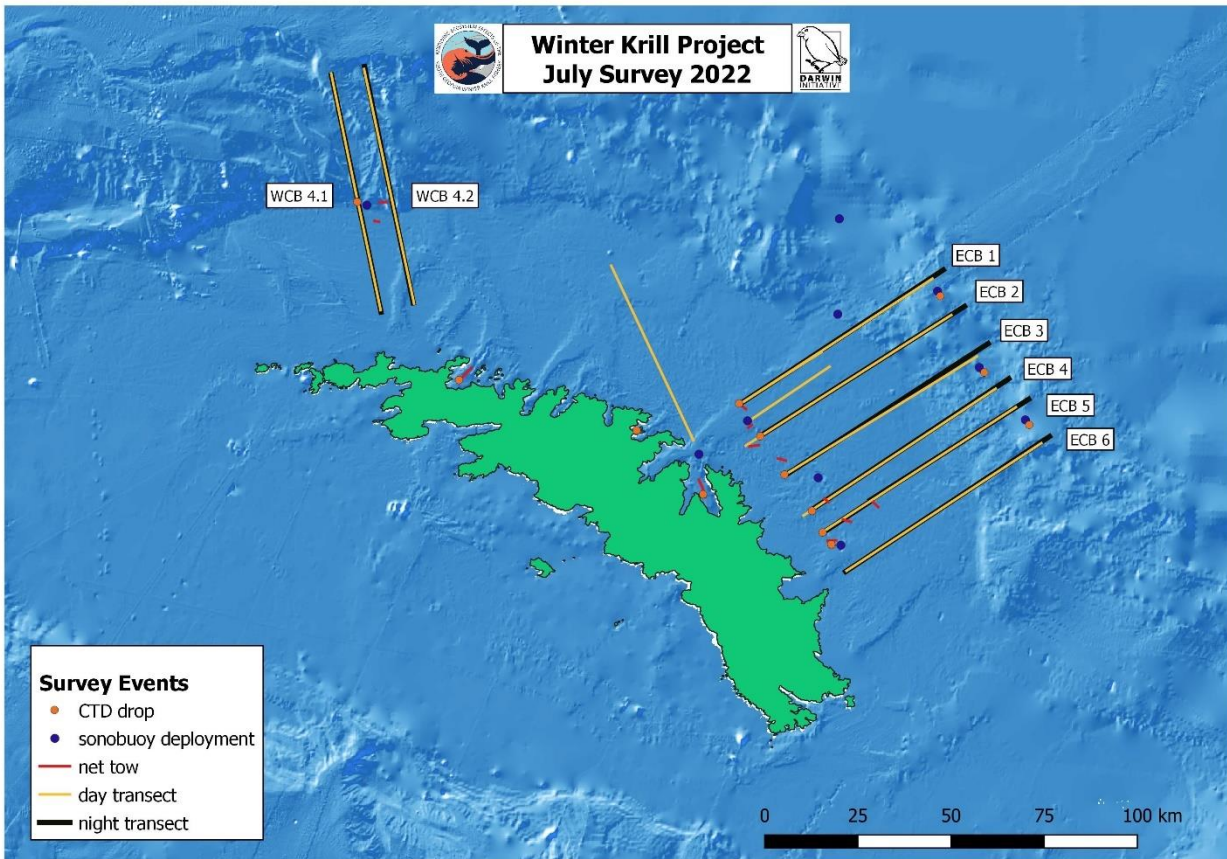 Winter Krill Project
July Survey 2022
DARWIN
INITIATIVE
WCB 4.1
WCB 4.2
ECB 1
ECB 2
ECB 3
ECB 4
ECB 5
ECB 6
Survey Events
CTD drop
sonobuoy deployment
net tow
day transect
night transect
0 25 50 75 100 km